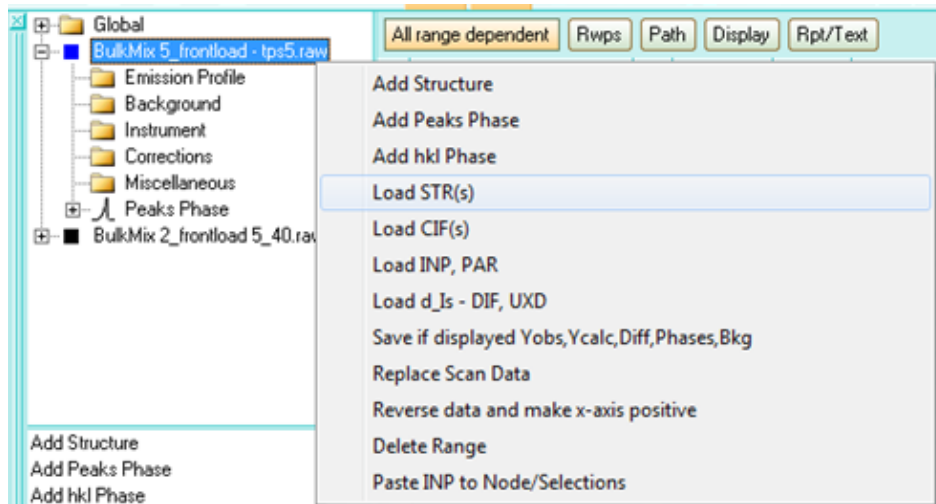 Global
BulkMix 5_frontload - tps5.raw
Emission Profile
Background
Instrument
Corrections
Miscellaneous
Peaks Phase
BulkMix 2_frontload 5_40.ra
All range dependent Rwps Path Display Rpt/Text
Add Structure
Add Peaks Phase
Add hkl Phase
Load STR(s)
Load CIF(s)
Load INP, PAR
Load d_Is - DIF, UXD
Save if displayed Yobs,Ycalc,Diff,Phases,Bkg
Replace Scan Data
Reverse data and make x-axis positive
Delete Range
Paste INP to Node/Selections
Add Structure
Add Peaks Phase
Add hkl Phase